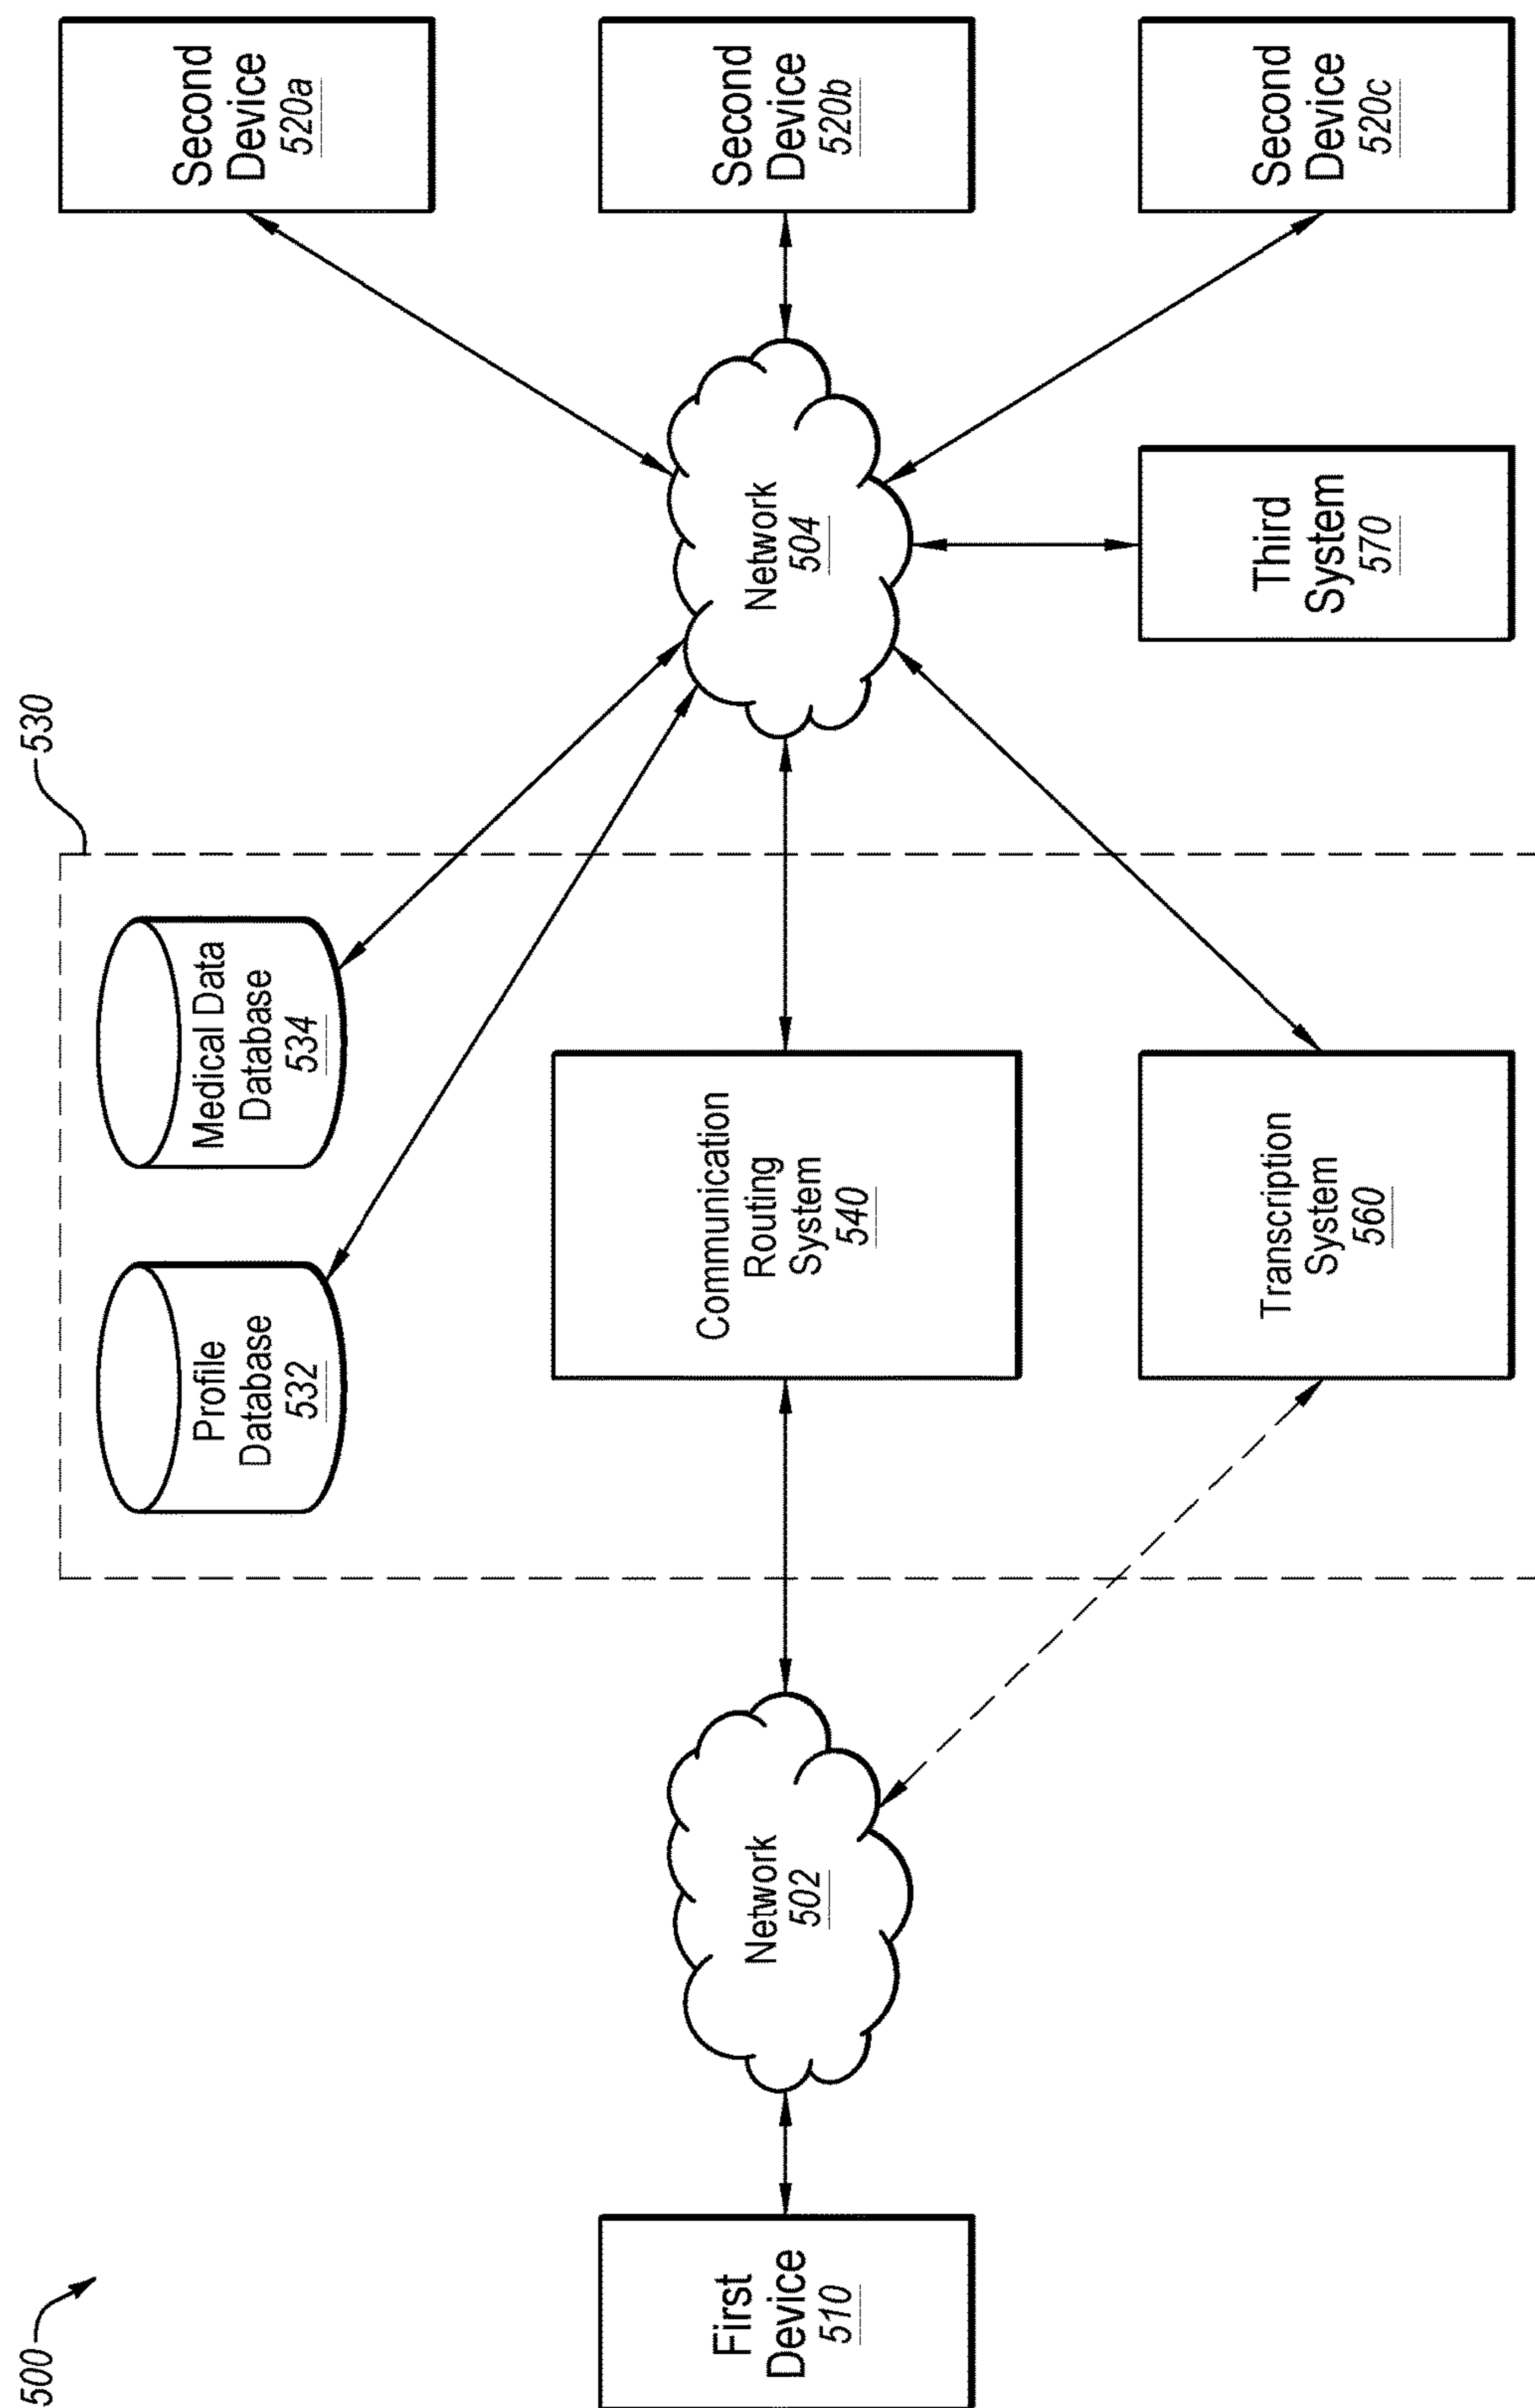 500
530
First
Device
510
Network
502
Profile
Database
532
Medical Data
Database
534
Communication
Routing
System
540
Transcription
System
560
Network
504
Third
System
570
Second
Device
520a
Second
Device
520b
Second
Device
520c